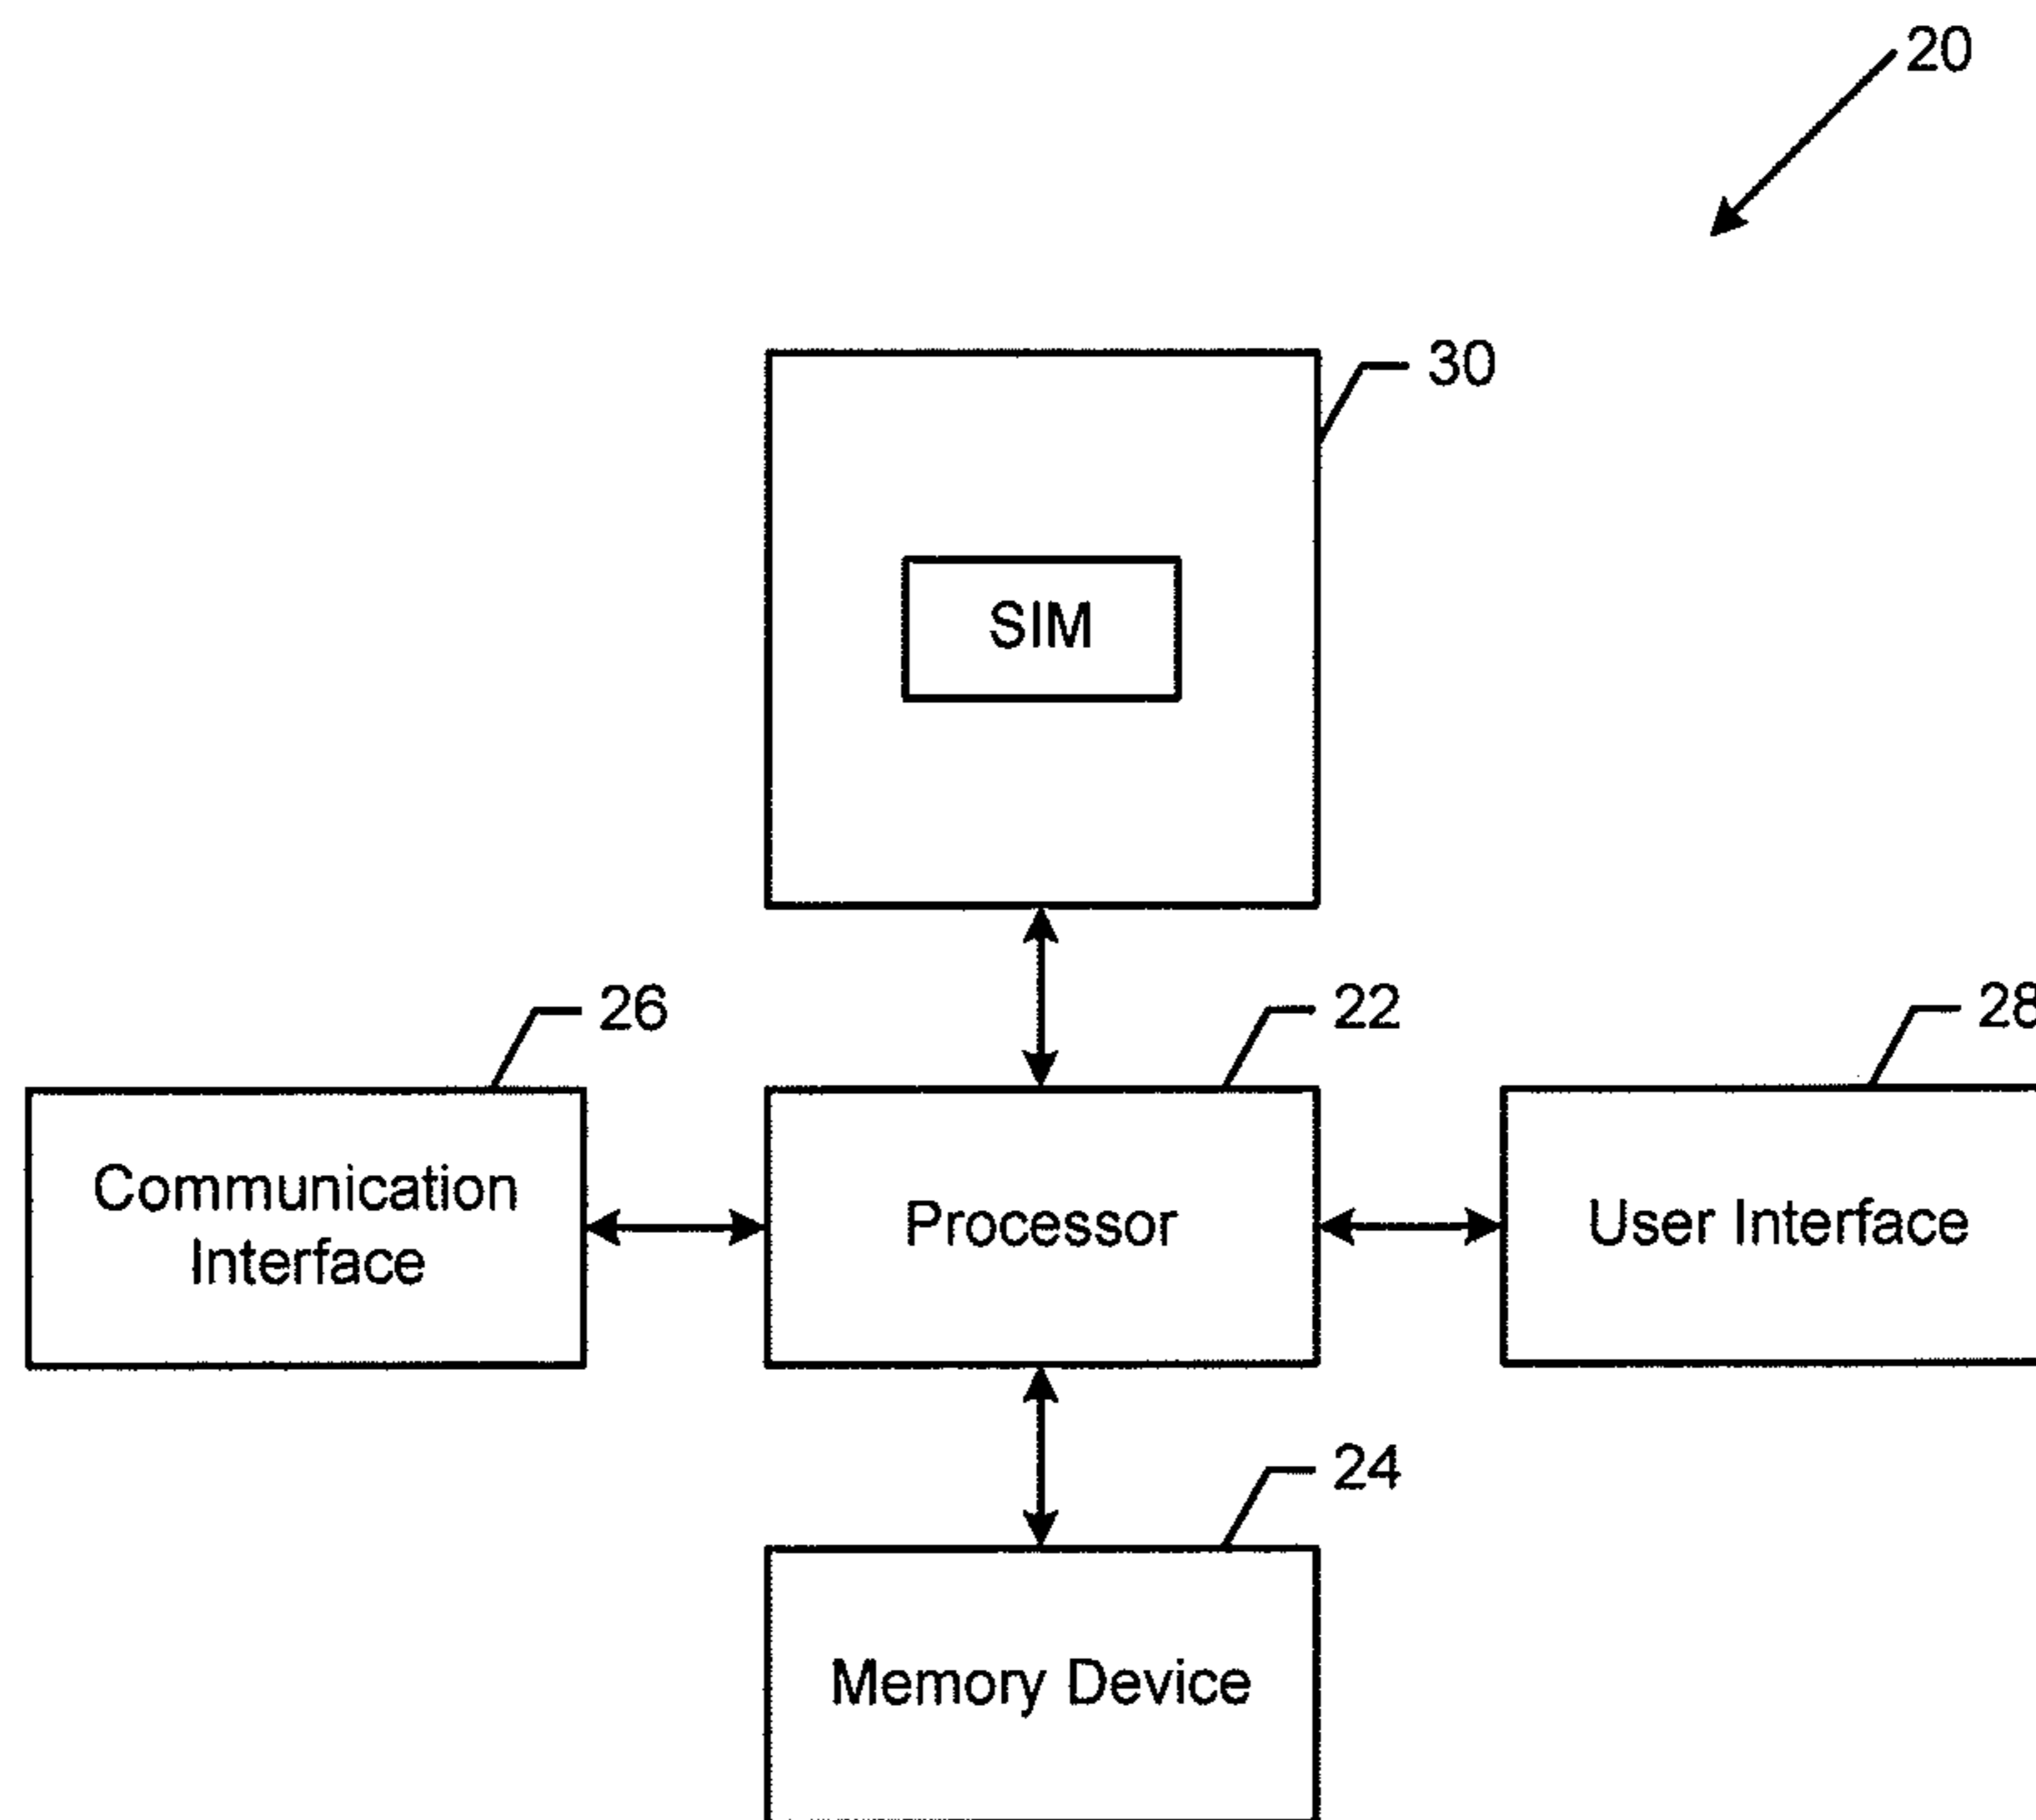 20
30
SIM
26
22
28
Communication
Interface
Processor
User Interface
24
Memory Device